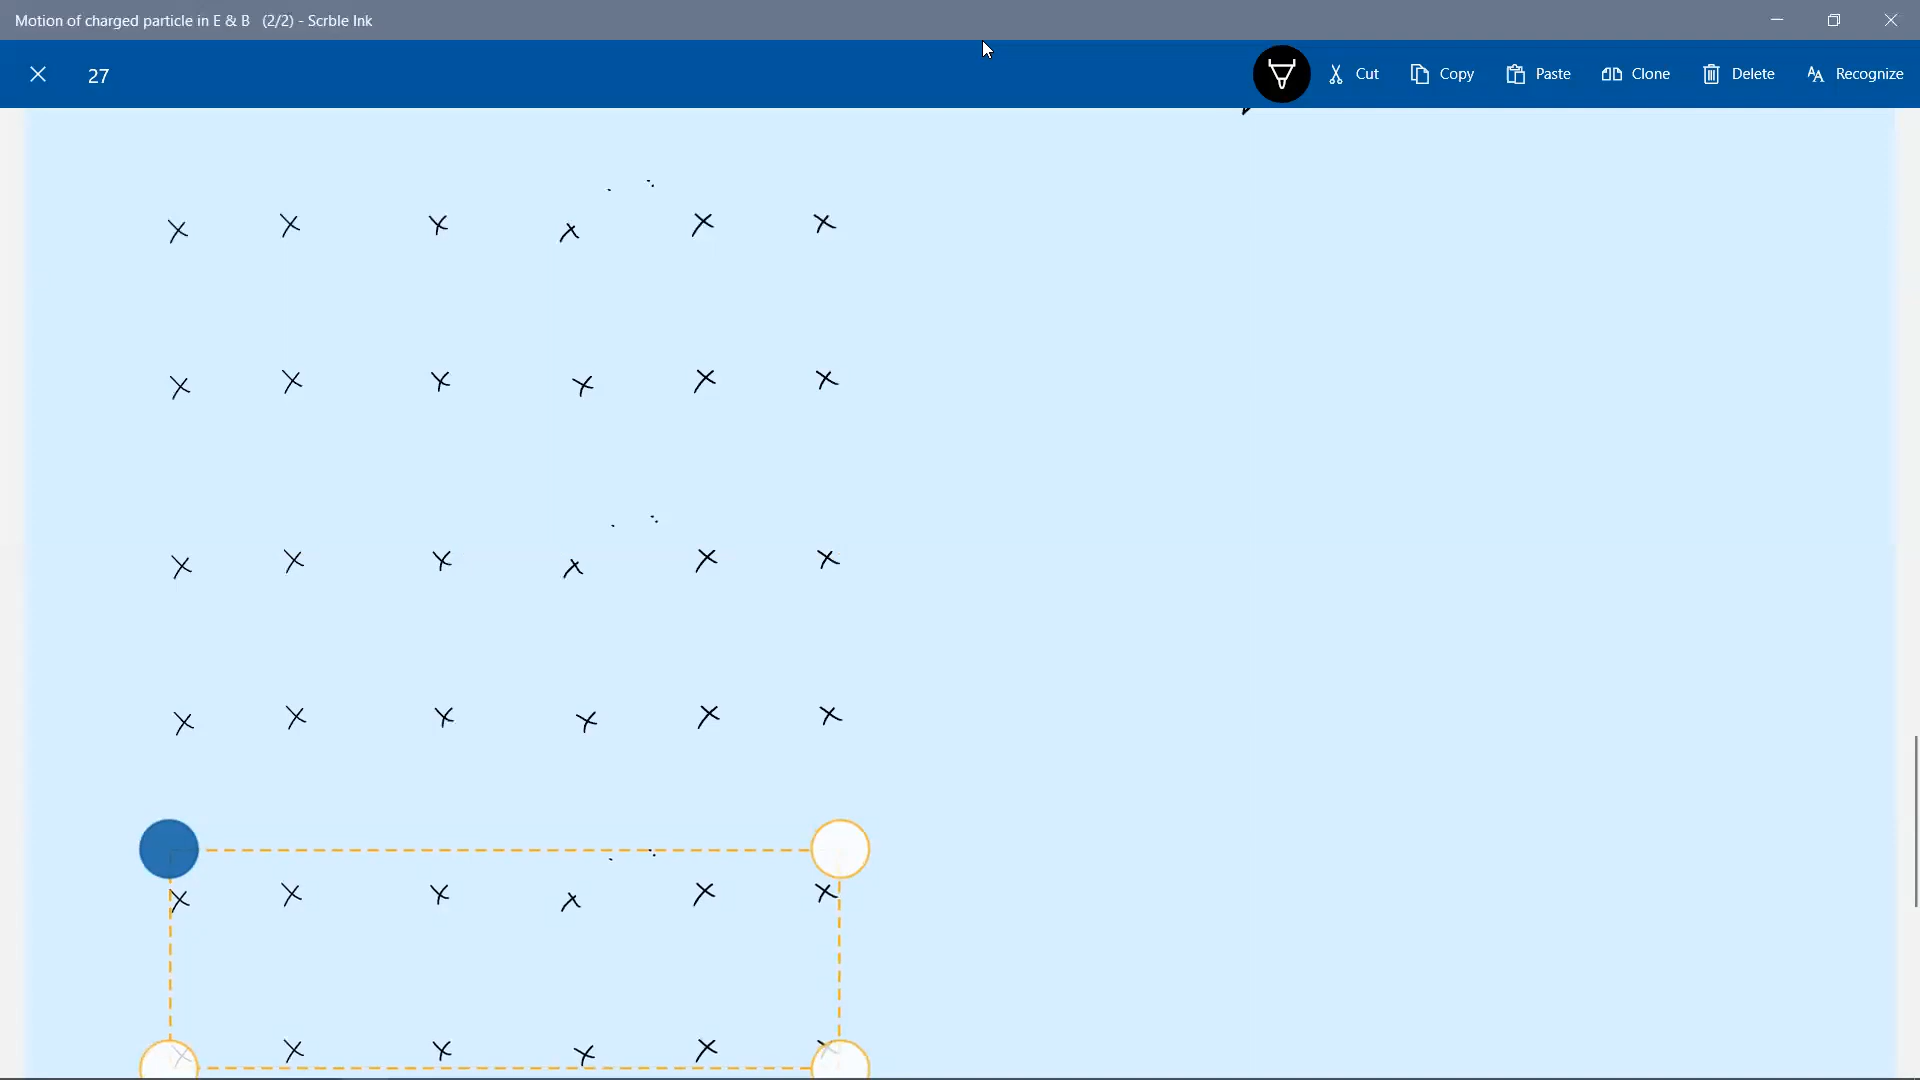 Motion of charged particle in E & B (2/2) - Scrble Ink
27 Cut Copy Paste Clone Delete Recognize
x x x x x x
x x x x x x
x x x x x x
x x x x x x
x x x x x x
x x x x x x